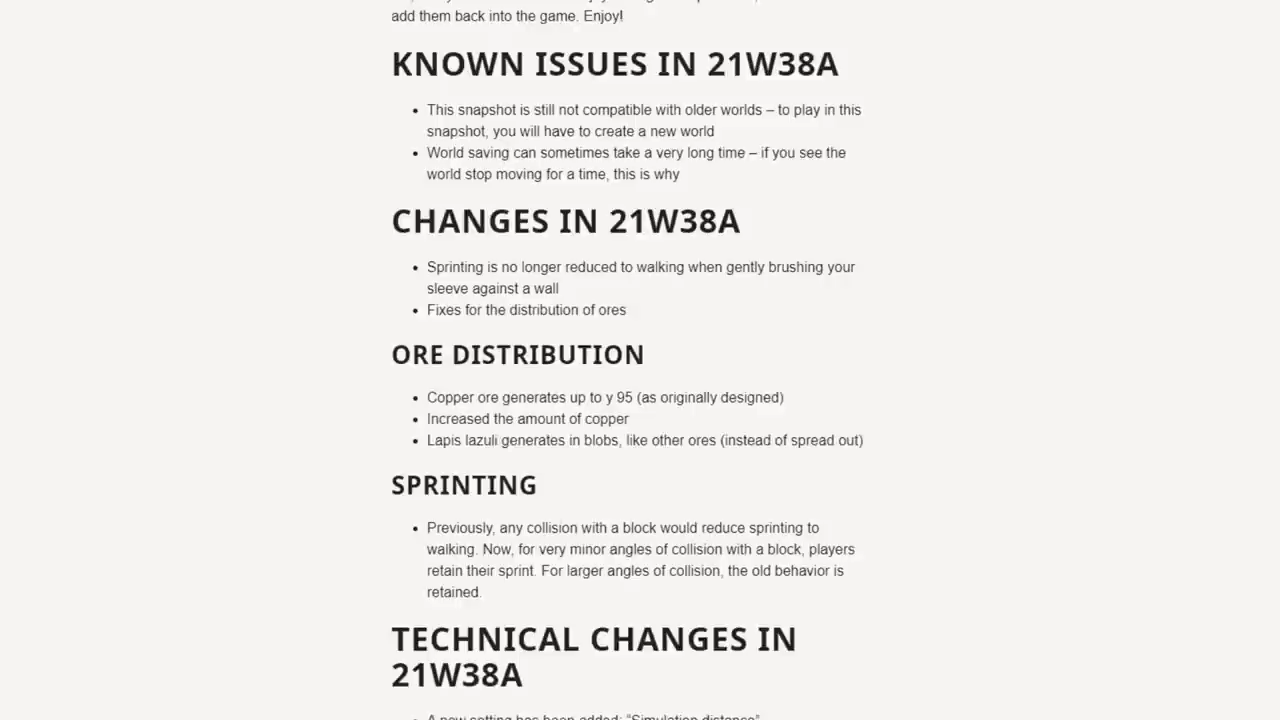 add them back into the game. Enjoy!
KNOWN ISSUES IN 21W38A
• This snapshot is still not compatible with older worlds – to play in this
snapshot, you will have to create a new world
• World saving can sometimes take a very long time – if you see the
world stop moving for a time, this is why
CHANGES IN 21W38A
• Sprinting is no longer reduced to walking when gently brushing your
sleeve against a wall
• Fixes for the distribution of ores
ORE DISTRIBUTION
• Copper ore generates up to y 95 (as originally designed)
• Increased the amount of copper
• Lapis lazuli generates in blobs, like other ores (instead of spread out)
SPRINTING
• Previously, any collision with a block would reduce sprinting to
walking. Now, for very minor angles of collision with a block, players
retain their sprint. For larger angles of collision, the old behavior is
retained.
TECHNICAL CHANGES IN
21W38A
• A new setting has been added: “Simulation distance”